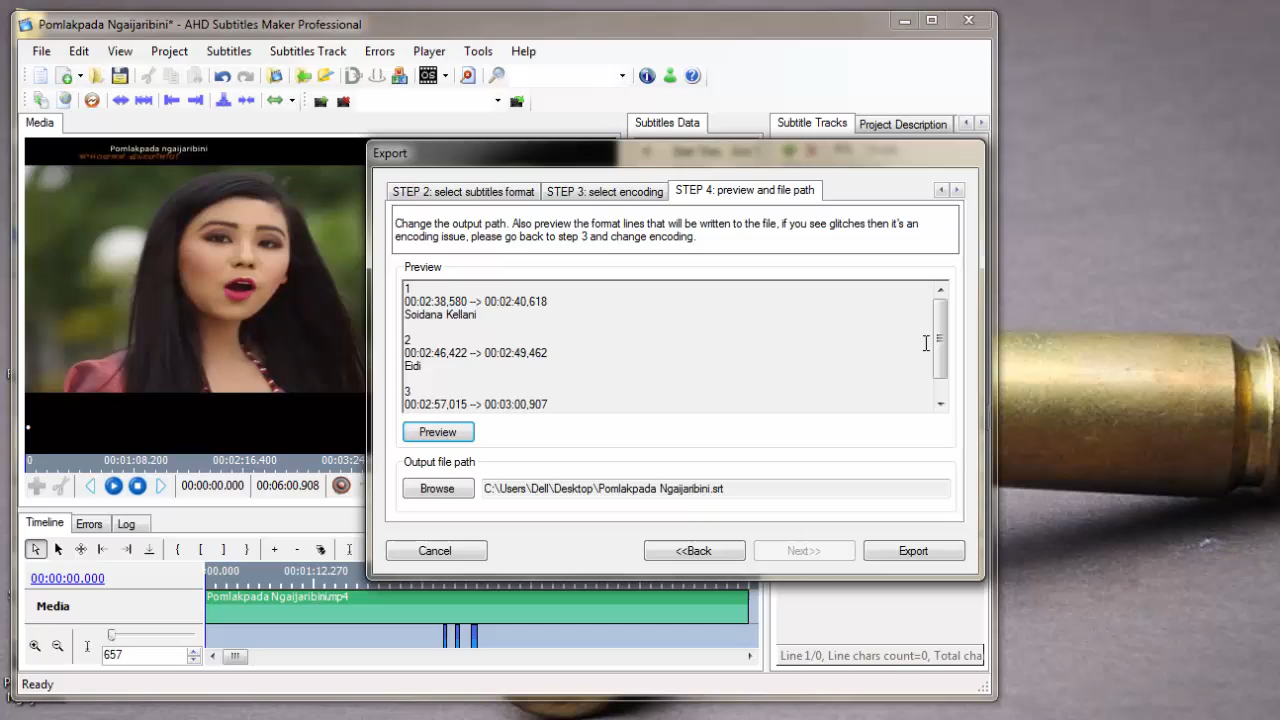 Pomlakpada Ngaijaribini* - AHD Subtitles Maker Professional
File Edit View Project Subtitles Subtitles Track Errors Player Tools Help
Media
Subtitles Data
Subtitle Tracks
Project Description
Pomlakpada ngaijaribini
Export
STEP 2: select subtitles format
STEP 3: select encoding
STEP 4: preview and file path
Change the output path. Also preview the format lines that will be written to the file, if you see glitches then it's an
encoding issue, please go back to step 3 and change encoding.
Preview
1
00:02:38,580 --> 00:02:40,618
Soidana Kellani
2
00:02:46,422 --> 00:02:49,462
Eidi
3
00:02:57,015 --> 00:03:00,907
Preview
Output file path
Browse
C:\Users\Dell\Desktop\Pomlakpada Ngaijaribini.srt
Cancel
<<Back
Next>>
Export
0 00:01:08.200 00:02:16.400 00:03:24
00:00:00.000 00:06:00.908
Timeline
Errors
Log
00:00:00.000
00.000 00:01:12.270
Media
Pomlakpada Ngaijaribini.mp4
657
Line 1/0, Line chars count=0, Total cha
Ready